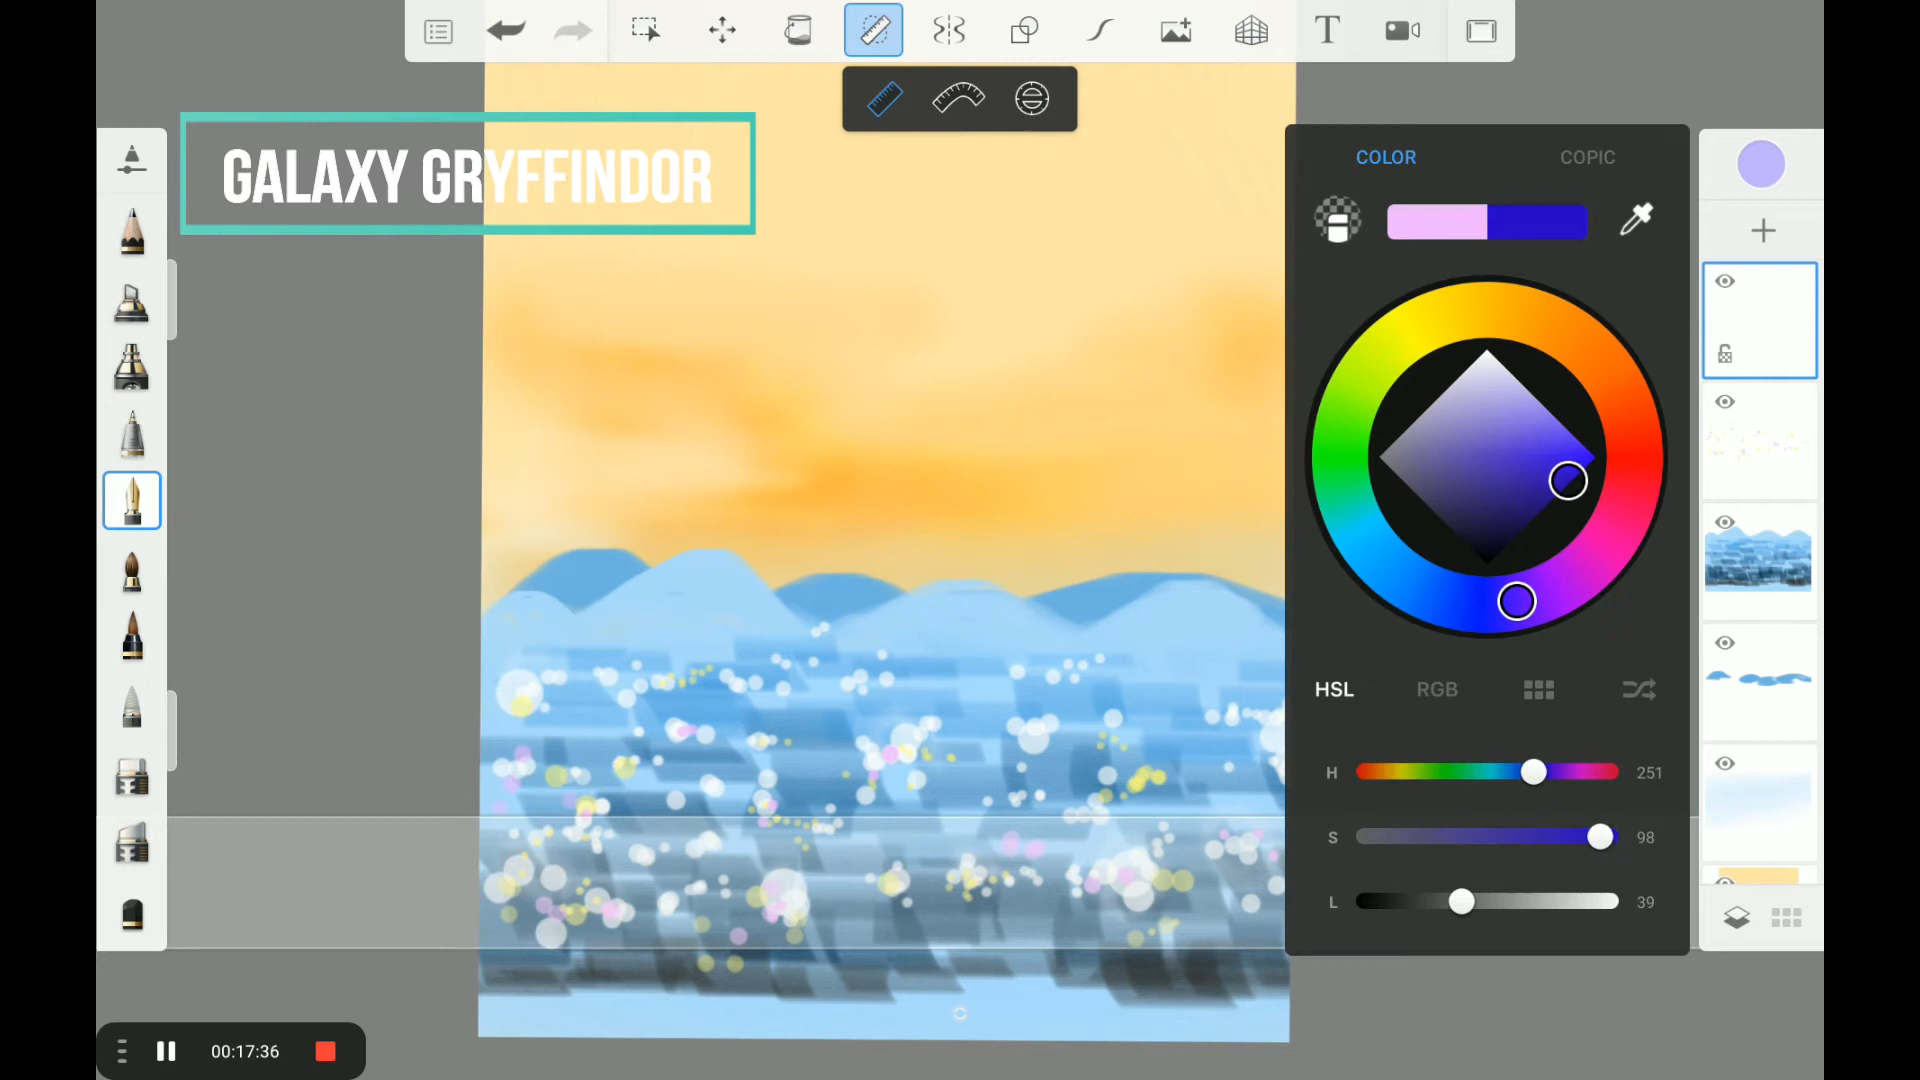 T
GALAXY GRYFFINDOR
COLOR
COPIC
HSL
RGB
H
251
S
98
L
39
00:17:36